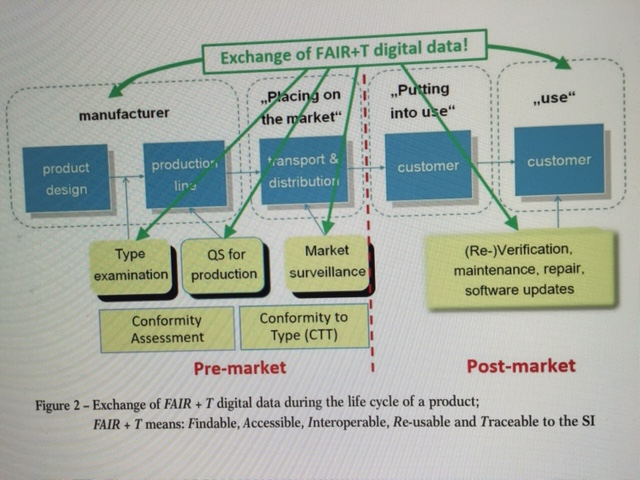 Exchange of FAIR+T digital data!
manufacturer
„Placing on
the market“
„Putting
into use“
„use“
product
design
production
line
transport &
distribution
customer
customer
Type
examination
QS for
production
Market
surveillance
(Re-)Verification,
maintenance, repair,
software updates
Conformity
Assessment
Conformity to
Type (CTT)
Pre-market
Post-market
Figure 2 – Exchange of FAIR + T digital data during the life cycle of a product;
FAIR + T means: Findable, Accessible, Interoperable, Re-usable and Traceable to the SI